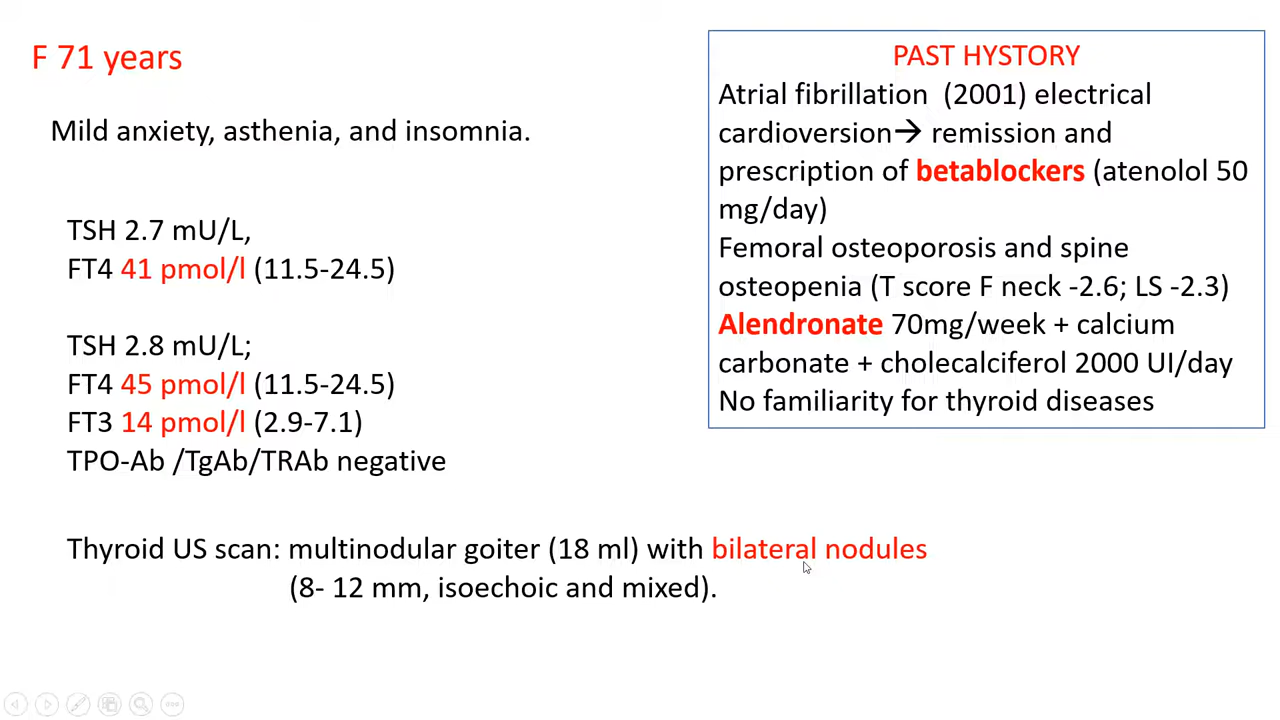 F 71 years
Mild anxiety, asthenia, and insomnia.
TSH 2.7 mU/L,
FT4 41 pmol/l (11.5-24.5)
TSH 2.8 mU/L;
FT4 45 pmol/l (11.5-24.5)
FT3 14 pmol/l (2.9-7.1)
TPO-Ab /TgAb/TRAb negative
Thyroid US scan: multinodular goiter (18 ml) with bilateral nodules
(8- 12 mm, isoechoic and mixed).
PAST HYSTORY
Atrial fibrillation (2001) electrical
cardioversion→ remission and
prescription of betablockers (atenolol 50
mg/day)
Femoral osteoporosis and spine
osteopenia (T score F neck -2.6; LS -2.3)
Alendronate 70mg/week + calcium
carbonate + cholecalciferol 2000 UI/day
No familiarity for thyroid diseases